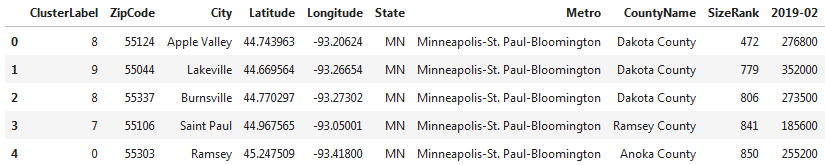 ClusterLabel ZipCode City Latitude Longitude State Metro CountyName SizeRank 2019-02
0 8 55124 Apple Valley 44.743963 -93.20624 MN Minneapolis-St. Paul-Bloomington Dakota County 472 276800
1 9 55044 Lakeville 44.669564 -93.26654 MN Minneapolis-St. Paul-Bloomington Dakota County 779 352000
2 8 55337 Burnsville 44.770297 -93.27302 MN Minneapolis-St. Paul-Bloomington Dakota County 806 273500
3 7 55106 Saint Paul 44.967565 -93.05001 MN Minneapolis-St. Paul-Bloomington Ramsey County 841 185600
4 0 55303 Ramsey 45.247509 -93.41800 MN Minneapolis-St. Paul-Bloomington Anoka County 850 255200